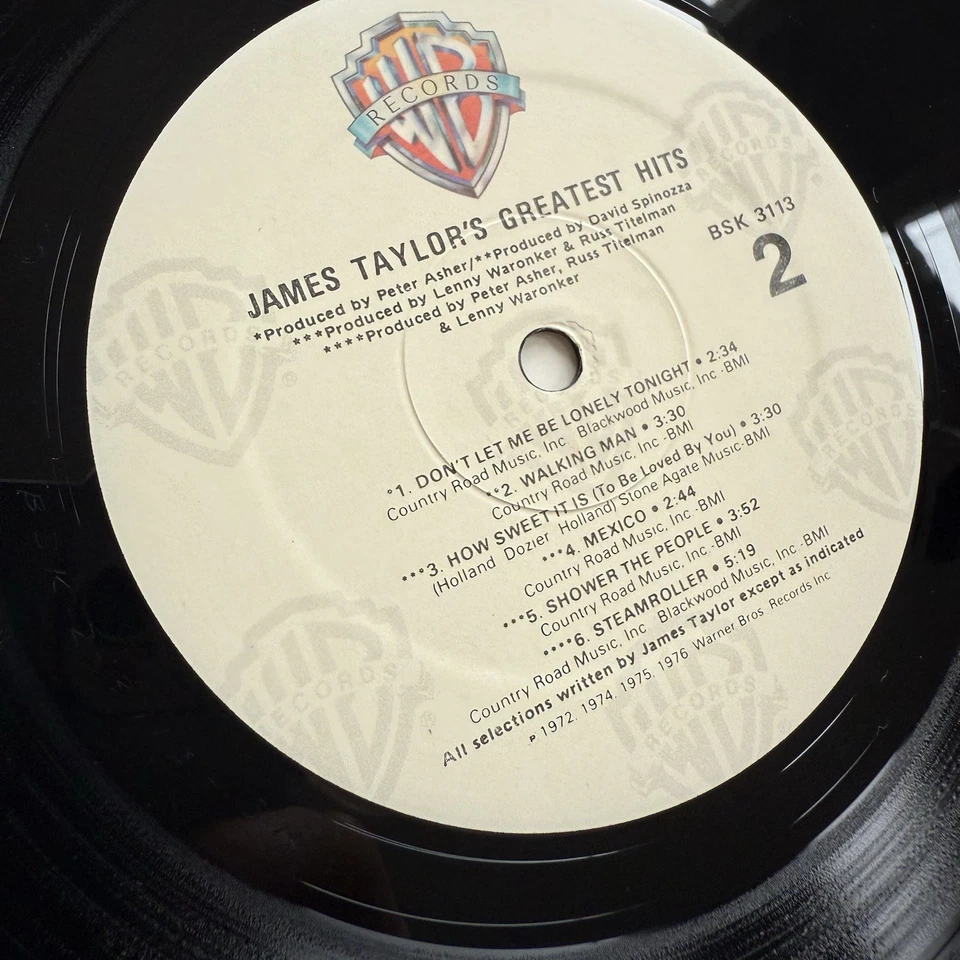 WB
RECORDS
JAMES TAYLOR'S GREATEST HITS
*Produced by Peter Asher/**Produced by David Spinozza
***Produced by Lenny Waronker & Russ Titelman
****Produced by Peter Asher, Russ Titelman
& Lenny Waronker
BSK 3113
2
*1. DON'T LET ME BE LONELY TONIGHT • 2:34
Country Road Music, Inc Blackwood Music, Inc.-BMI
**2. WALKING MAN • 3:30
Country Road Music, Inc.-BMI
***3. HOW SWEET IT IS (To Be Loved By You) • 3:30
(Holland Dozier Holland) Stone Agate Music-BMI
***4. MEXICO • 2:44
Country Road Music, Inc.-BMI
***5. SHOWER THE PEOPLE • 3:52
Country Road Music, Inc.-BMI
****6. STEAMROLLER • 5:19
Country Road Music, Inc Blackwood Music, Inc.-BMI
All selections written by James Taylor except as indicated
P 1972, 1974, 1975, 1976 Warner Bros Records Inc